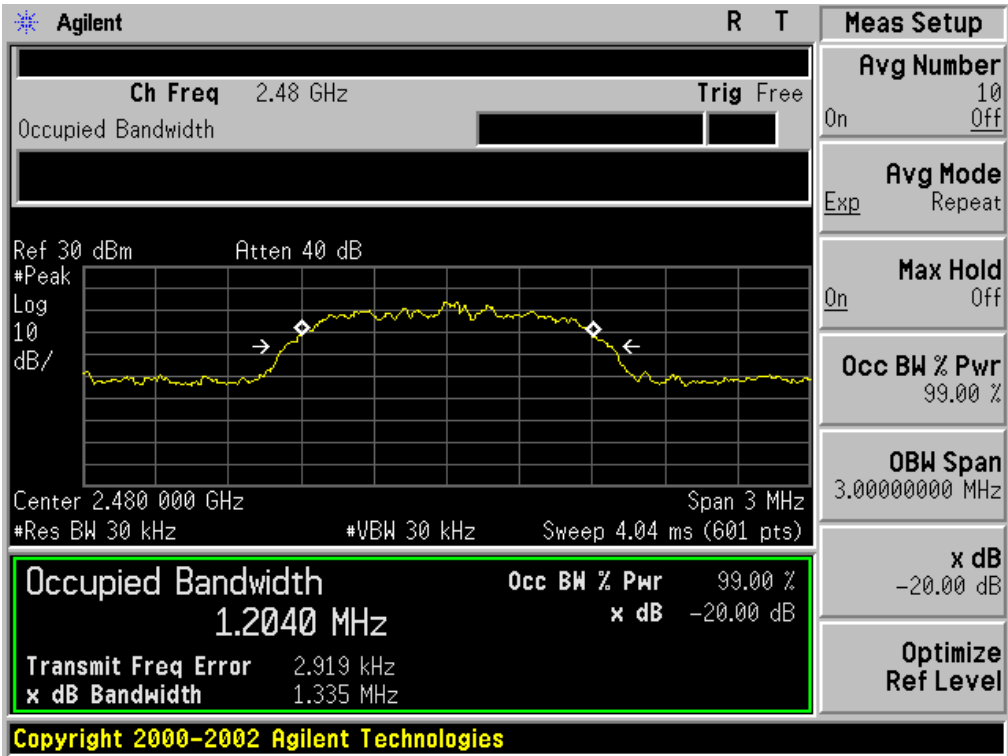 Agilent R T
Ch Freq 2.48 GHz Trig Free
Occupied Bandwidth
Ref 30 dBm Atten 40 dB
#Peak
Log
10
dB/
Center 2.480 000 GHz Span 3 MHz
#Res BW 30 kHz #VBW 30 kHz Sweep 4.04 ms (601 pts)
Occupied Bandwidth Occ BW % Pwr 99.00 %
1.2040 MHz x dB -20.00 dB
Transmit Freq Error 2.919 kHz
x dB Bandwidth 1.335 MHz
Copyright 2000-2002 Agilent Technologies
Meas Setup
Avg Number
10
On Off
Avg Mode
Exp Repeat
Max Hold
On Off
Occ BW % Pwr
99.00 %
OBW Span
3.00000000 MHz
x dB
-20.00 dB
Optimize
Ref Level